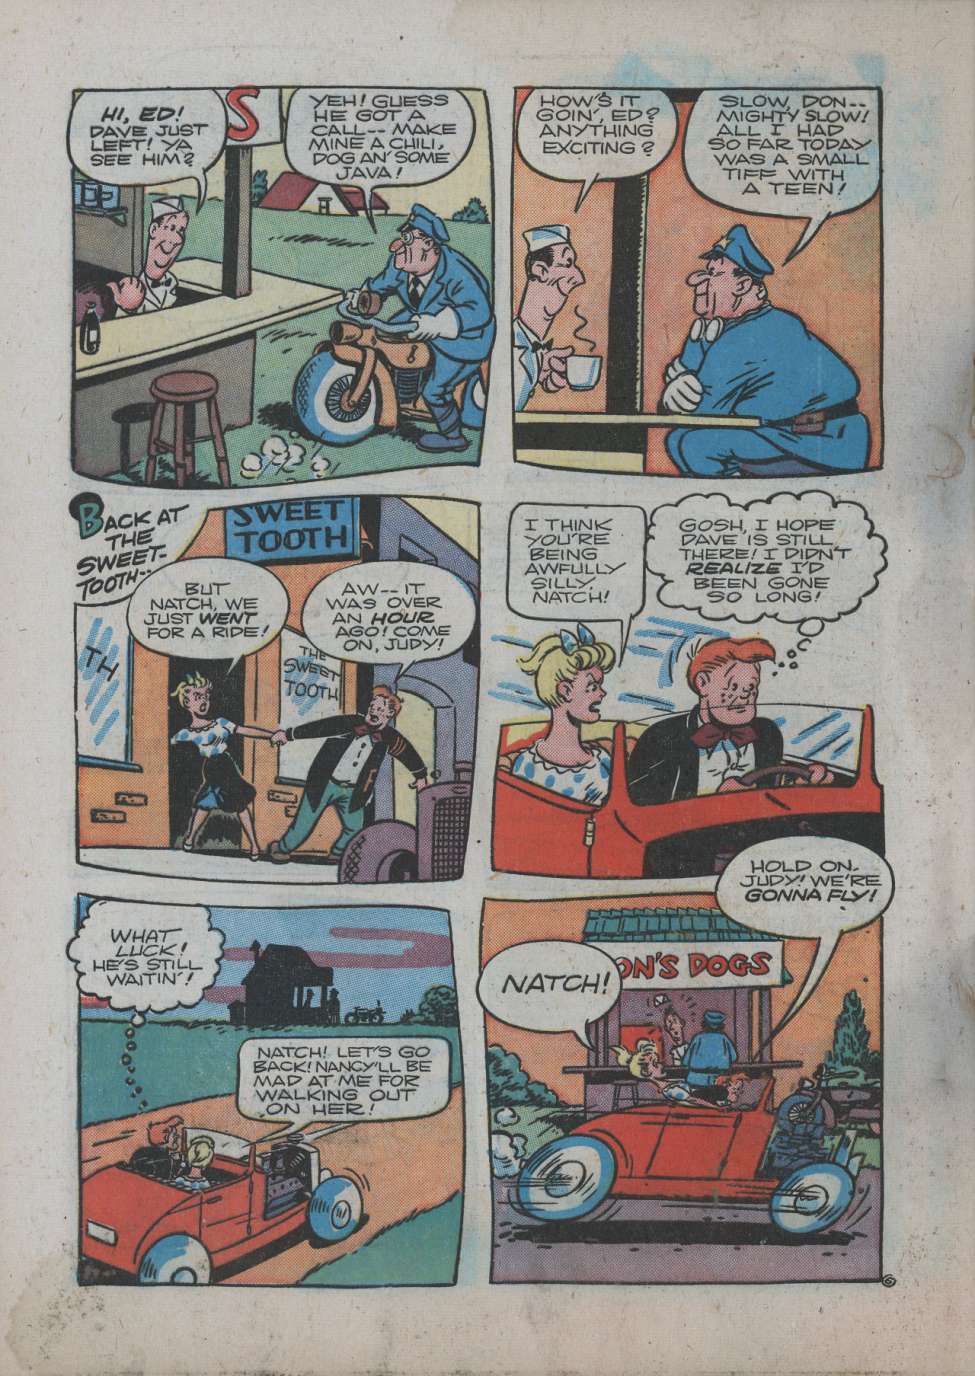 HI, ED!
DAVE JUST
LEFT! YA
SEE HIM?
S
YEH! GUESS
HE GOT A
CALL-- MAKE
MINE A CHILI,
DOG AN' SOME
JAVA!
HOW'S IT
GOIN', ED?
ANYTHING
EXCITING?
SLOW, DON--
MIGHTY SLOW!
ALL I HAD
SO FAR TODAY
WAS A SMALL
TIFF WITH
A TEEN!
BACK AT
THE
SWEET-
TOOTH--
SWEET
TOOTH
BUT
NATCH, WE
JUST WENT
FOR A RIDE!
AW-- IT
WAS OVER
AN HOUR
AGO! COME
ON, JUDY!
TH
THE
SWEET
TOOTH
I THINK
YOU'RE
BEING
AWFULLY
SILLY,
NATCH!
GOSH, I HOPE
DAVE IS STILL
THERE! I DIDN'T
REALIZE I'D
BEEN GONE
SO LONG!
WHAT
LUCK!
HE'S STILL
WAITIN'!
NATCH! LET'S GO
BACK! NANCY'LL BE
MAD AT ME FOR
WALKING OUT
ON HER!
HOLD ON,
JUDY! WE'RE
GONNA FLY!
NATCH!
ON'S DOGS
6